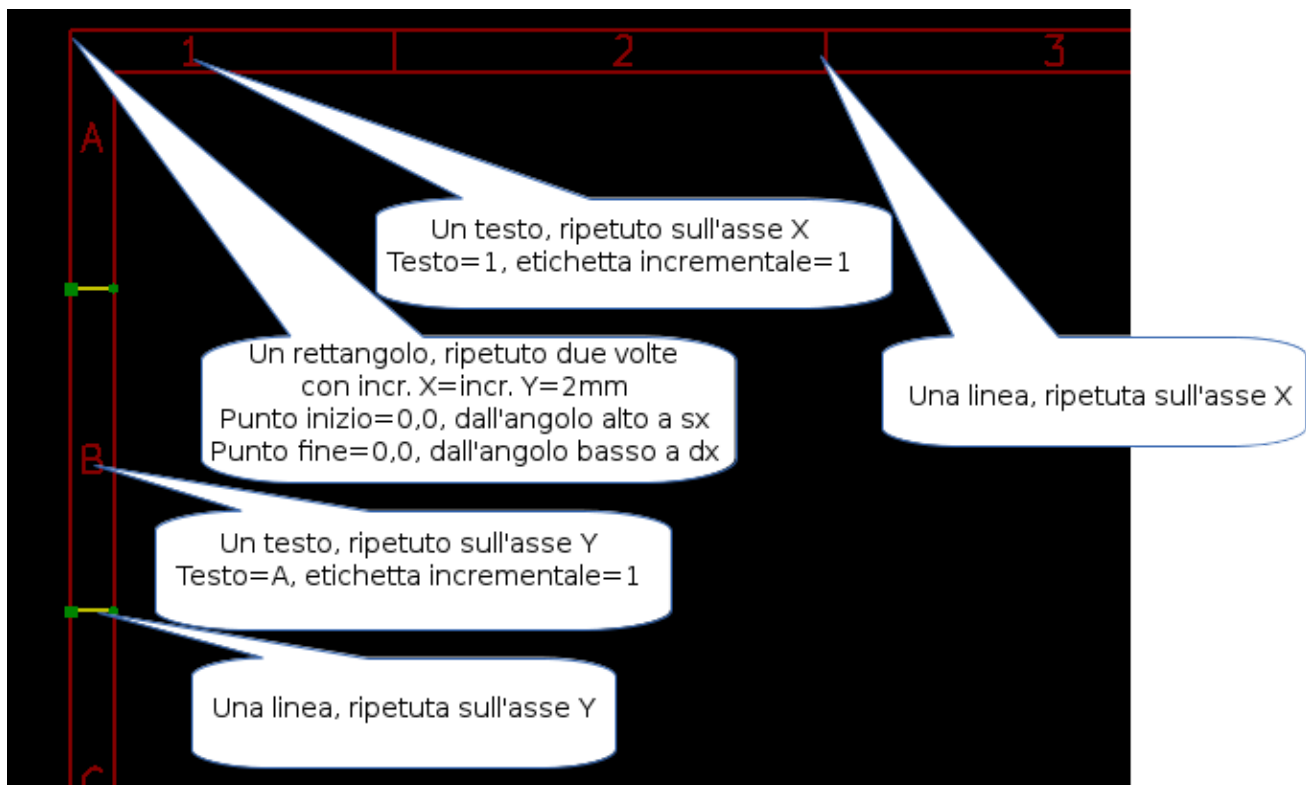 1
2
3
A
Un testo, ripetuto sull'asse X
Testo=1, etichetta incrementale=1
Un rettangolo, ripetuto due volte
con incr. X=incr. Y=2mm
Punto inizio=0,0, dall'angolo alto a sx
Punto fine=0,0, dall'angolo basso a dx
Una linea, ripetuta sull'asse X
B
Un testo, ripetuto sull'asse Y
Testo=A, etichetta incrementale=1
Una linea, ripetuta sull'asse Y
C